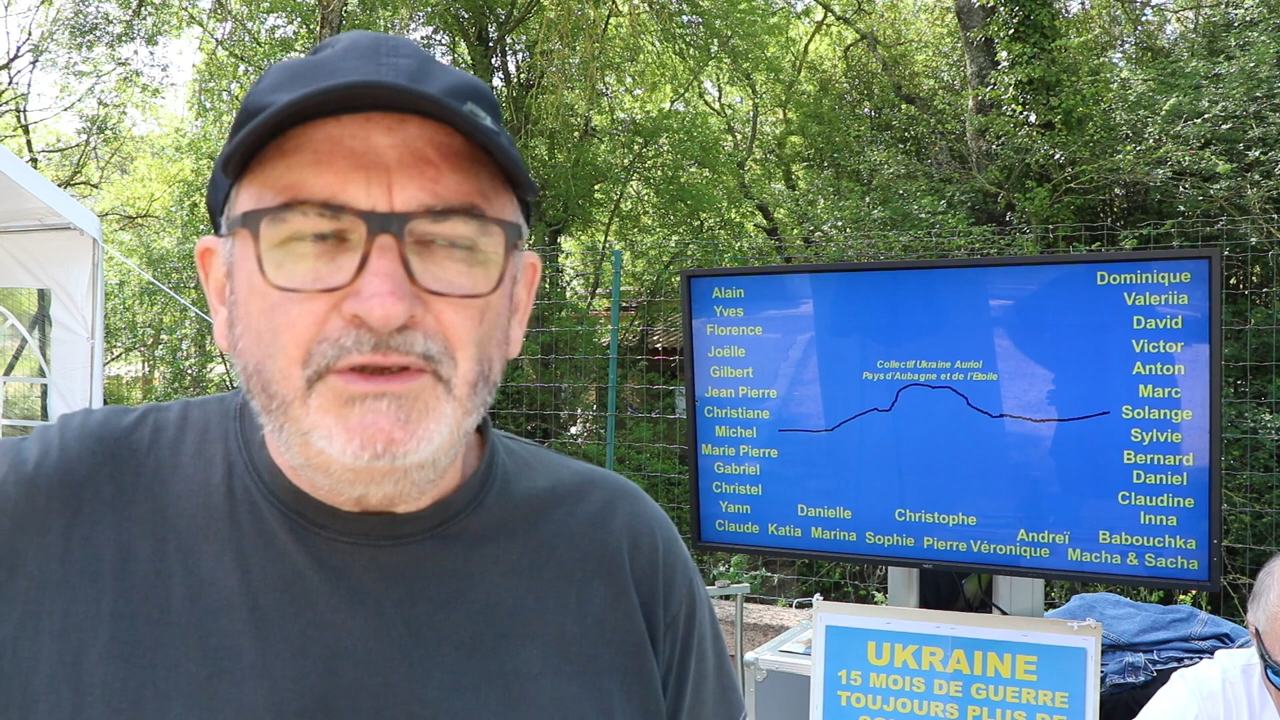 Alain
Yves
Florence
Joëlle
Gilbert
Jean Pierre
Christiane
Michel
Marie Pierre
Gabriel
Christel
Yann
Claude
Collectif Ukraine Auriol
Pays d'Aubagne et de l'Etoile
Dominique
Valeriia
David
Victor
Anton
Marc
Solange
Sylvie
Bernard
Daniel
Claudine
Inna
Babouchka
Macha & Sacha
Danielle
Christophe
Andreï
Katia
Marina
Sophie
Pierre
Véronique
UKRAINE
15 MOIS DE GUERRE
TOUJOURS PLUS DE